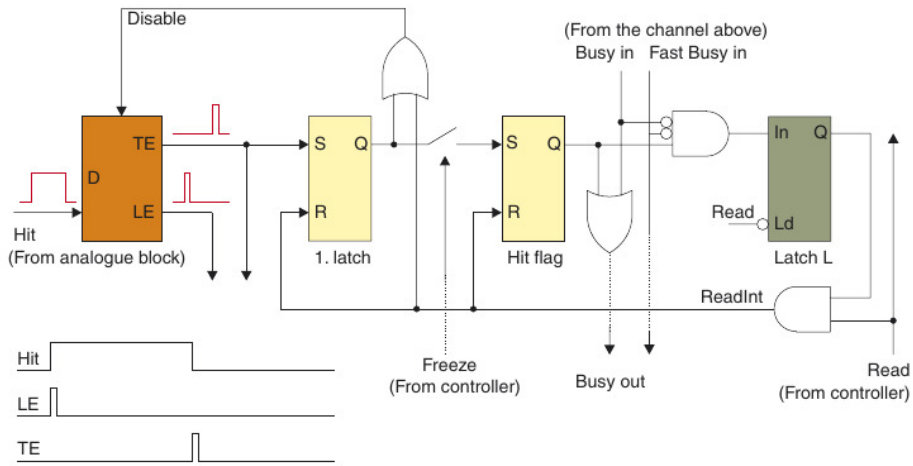 Disable
(From the channel above)
Busy in
Fast Busy in
TE
D
LE
S
Q
R
S
Q
R
In
Q
Read
Ld
Hit
(From analogue block)
1. latch
Hit flag
Latch L
ReadInt
Hit
LE
TE
Freeze
(From controller)
Busy out
Read
(From controller)